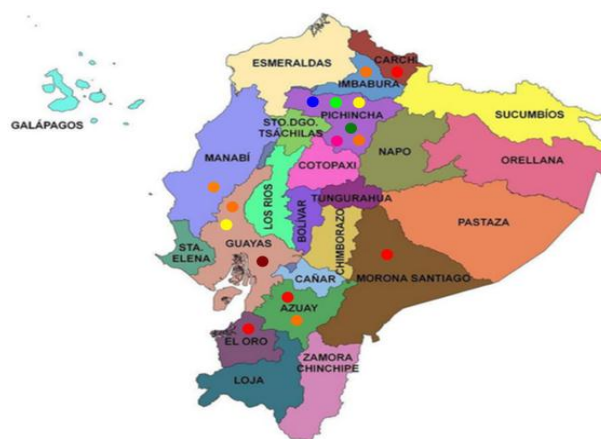 CARCHI
ESMERALDAS
IMBABURA
SUCUMBÍOS
PICHINCHA
GALÁPAGOS
STO.DGO.
TSÁCHILAS
NAPO
ORELLANA
MANABÍ
COTOPAXI
TUNGURAHUA
LOS RIOS
BOLÍVAR
CHIMBORAZO
PASTAZA
STA.
ELENA
GUAYAS
MORONA SANTIAGO
CAÑAR
AZUAY
EL ORO
ZAMORA
CHINCHIPE
LOJA